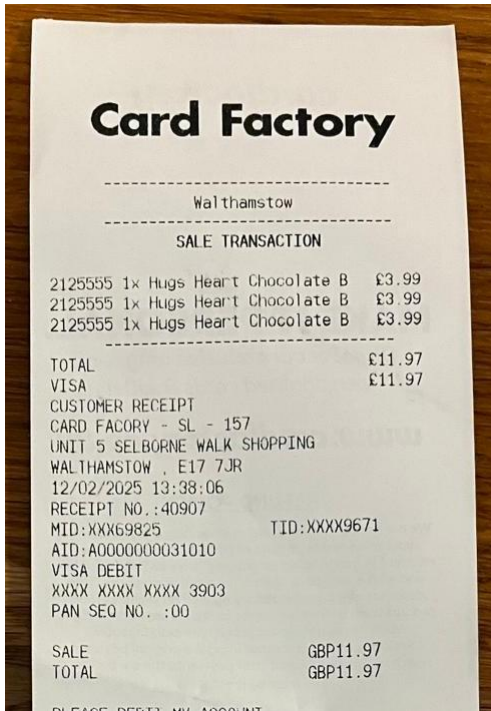 Card Factory
Walthamstow
SALE TRANSACTION
2125555 1x Hugs Heart Chocolate B £3.99
2125555 1x Hugs Heart Chocolate B £3.99
2125555 1x Hugs Heart Chocolate B £3.99
TOTAL £11.97
VISA £11.97
CUSTOMER RECEIPT
CARD FACORY - SL - 157
UNIT 5 SELBORNE WALK SHOPPING
WALTHAMSTOW , E17 7JR
12/02/2025 13:38:06
RECEIPT NO.:40907
MID:XXX69825 TID:XXXX9671
AID:A0000000031010
VISA DEBIT
XXXX XXXX XXXX 3903
PAN SEQ NO. :00
SALE GBP11.97
TOTAL GBP11.97
PLEASE DEBIT MY ACCOUNT